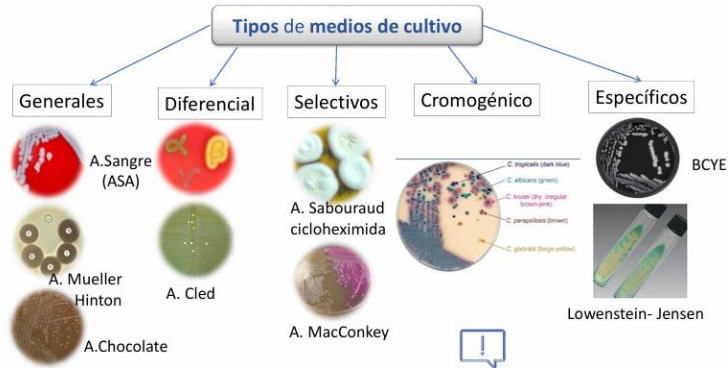 Tipos de medios de cultivo
Generales
Diferencial
Selectivos
Cromogénico
Específicos
A.Sangre
(ASA)
A. Mueller
Hinton
A.Chocolate
α
β
γ
A. Cled
A. Sabouraud
cicloheximida
A. MacConkey
C. tropicalis (dark blue)
C. albicans (green)
C. krusei (dry, irregular
brown-pink)
C. parapsilosis (brown)
C. glabrata (beige-yellow)
BCYE
Lowenstein- Jensen
!